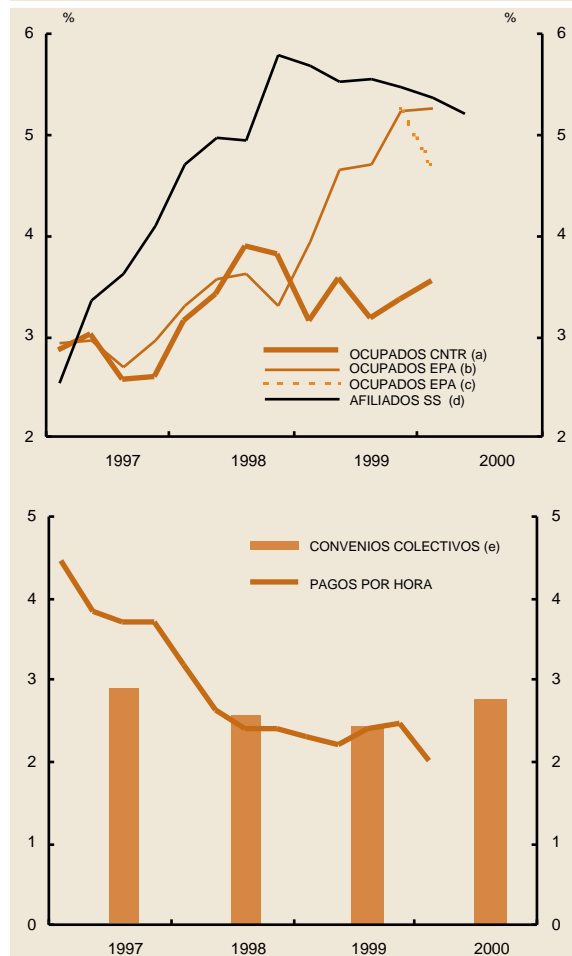 % %
6 6
5 5
4 4
3 3
OCUPADOS CNTR (a)
OCUPADOS EPA (b)
OCUPADOS EPA (c)
AFILIADOS SS (d)
2 2
1997 1998 1999 2000
5 5
CONVENIOS COLECTIVOS (e)
PAGOS POR HORA
4 4
3 3
2 2
1 1
0 0
1997 1998 1999 2000